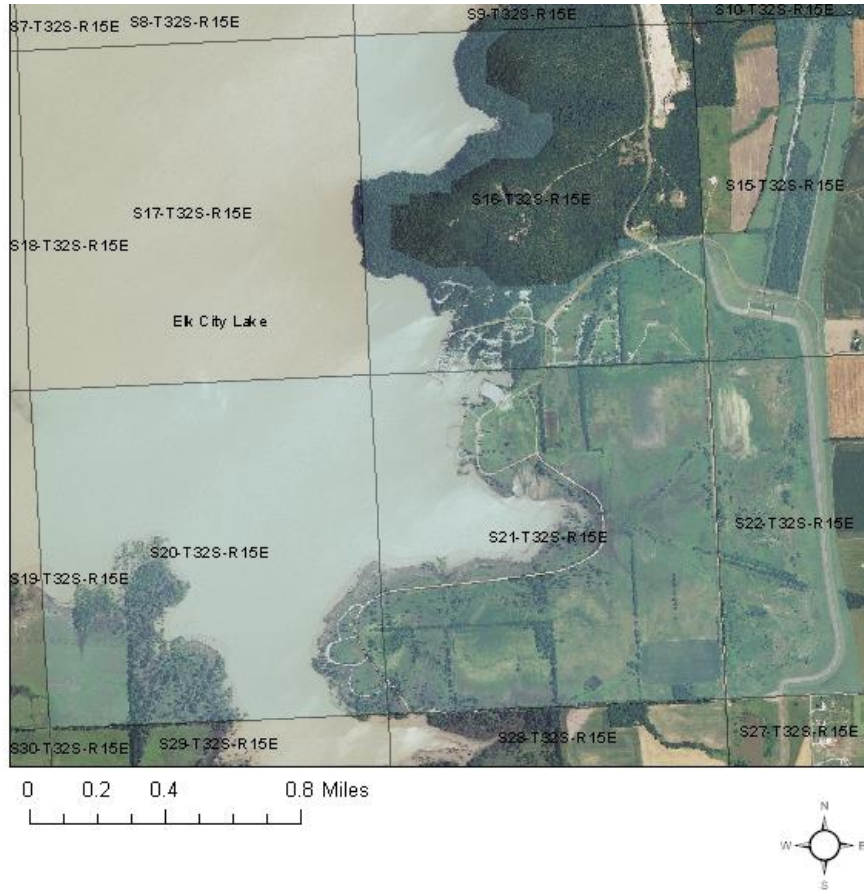 S7-T32S-R15E
S8-T32S-R15E
S9-T32S-R15E
S10-T32S-R15E
S17-T32S-R15E
S16-T32S-R15E
S15-T32S-R15E
S18-T32S-R15E
Elk City Lake
S20-T32S-R15E
S21-T32S-R15E
S22-T32S-R15E
S19-T32S-R15E
S30-T32S-R15E
S29-T32S-R15E
S28-T32S-R15E
S27-T32S-R15E
0 0.2 0.4 0.8 Miles
N
W E
S